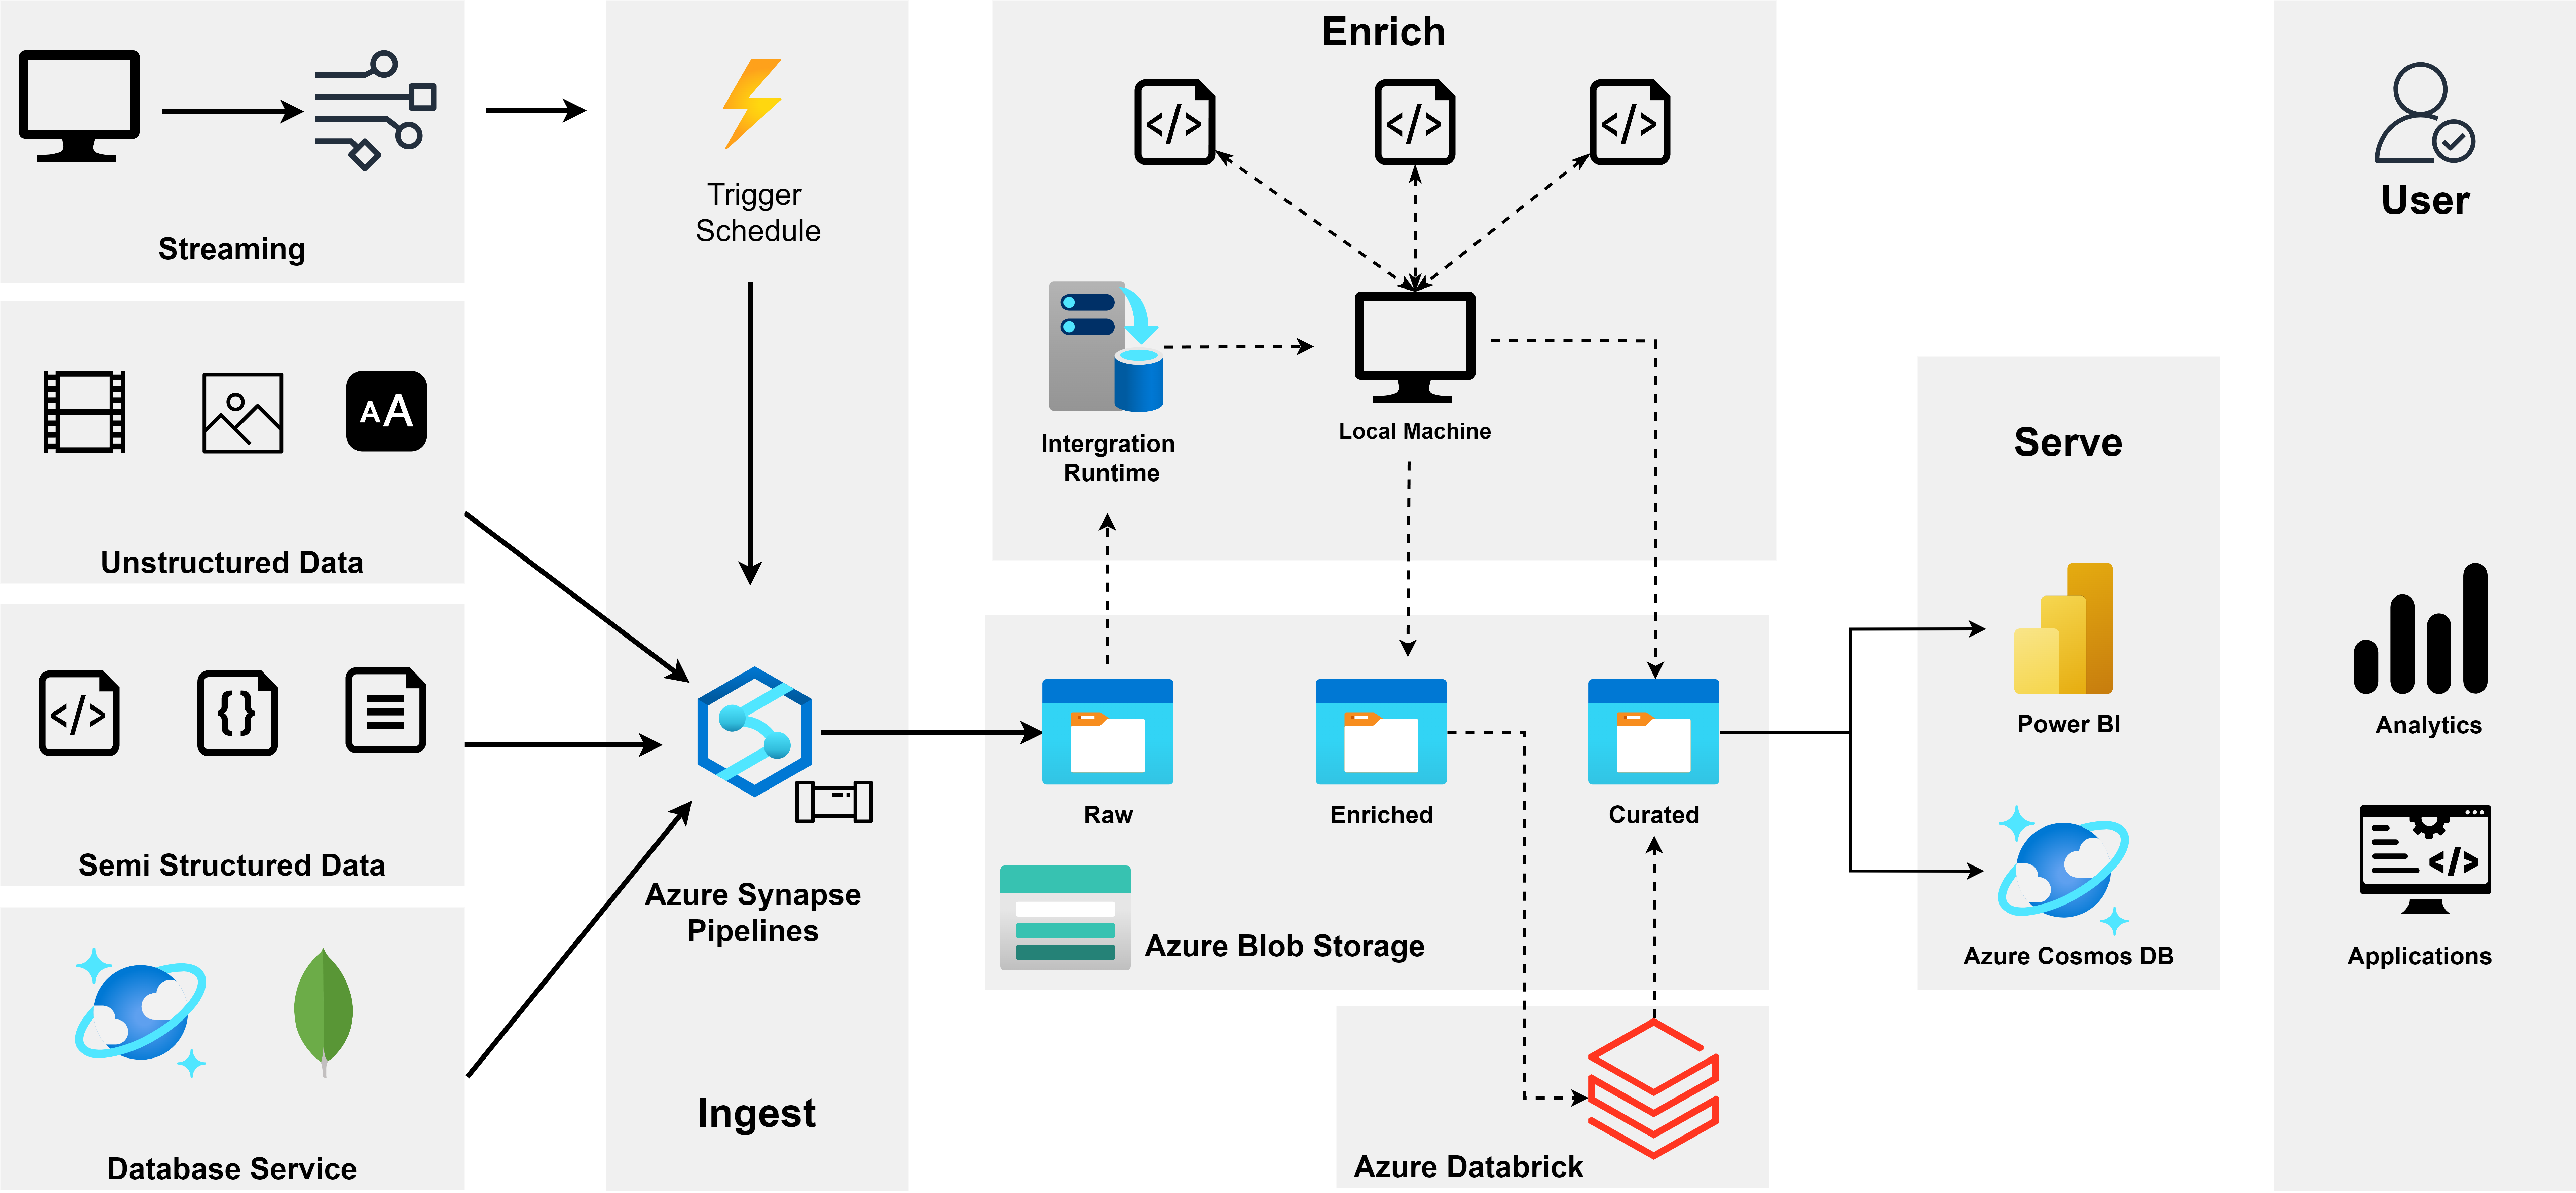 Streaming
Unstructured Data
AA
</>
{}
Semi Structured Data
Database Service
Trigger
Schedule
Azure Synapse
Pipelines
Ingest
Enrich
</>
</>
</>
Intergration
Runtime
Local Machine
Raw
Enriched
Curated
Azure Blob Storage
Azure Databrick
Serve
Power BI
Azure Cosmos DB
User
Analytics
</>
Applications